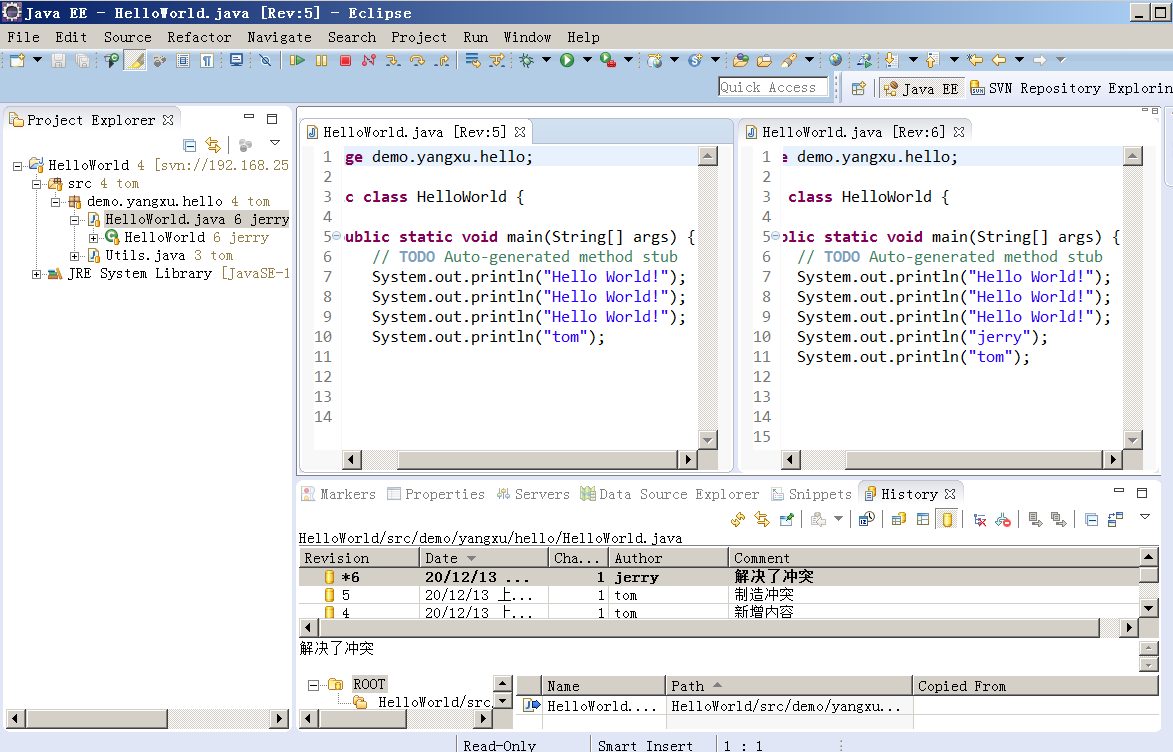 Java EE - HelloWorld.java [Rev:5] - Eclipse
File Edit Source Refactor Navigate Search Project Run Window Help
Quick Access
Java EE
SVN Repository Explorin
Project Explorer
HelloWorld 4 [svn://192.168.25
src 4 tom
demo.yangxu.hello 4 tom
HelloWorld.java 6 jerry
HelloWorld 6 jerry
Utils.java 3 tom
JRE System Library [JavaSE-1
HelloWorld.java [Rev:5]
1 ge demo.yangxu.hello;
2
3 c class HelloWorld {
4
5 ublic static void main(String[] args) {
6 // TODO Auto-generated method stub
7 System.out.println("Hello World!");
8 System.out.println("Hello World!");
9 System.out.println("Hello World!");
10 System.out.println("tom");
11
12
13
14
HelloWorld.java [Rev:6]
1 e demo.yangxu.hello;
2
3 class HelloWorld {
4
5 blic static void main(String[] args) {
6 // TODO Auto-generated method stub
7 System.out.println("Hello World!");
8 System.out.println("Hello World!");
9 System.out.println("Hello World!");
10 System.out.println("jerry");
11 System.out.println("tom");
12
13
14
15
Markers Properties Servers Data Source Explorer Snippets History
HelloWorld/src/demo/yangxu/hello/HelloWorld.java
Revision Date Cha... Author Comment
*6 20/12/13 ... 1 jerry 解决了冲突
5 20/12/13 上... 1 tom 制造冲突
4 20/12/13 上... 1 tom 新增内容
解决了冲突
ROOT
HelloWorld/src
Name Path Copied From
HelloWorld.... HelloWorld/src/demo/yangxu...
Read-Only Smart Insert 1 : 1